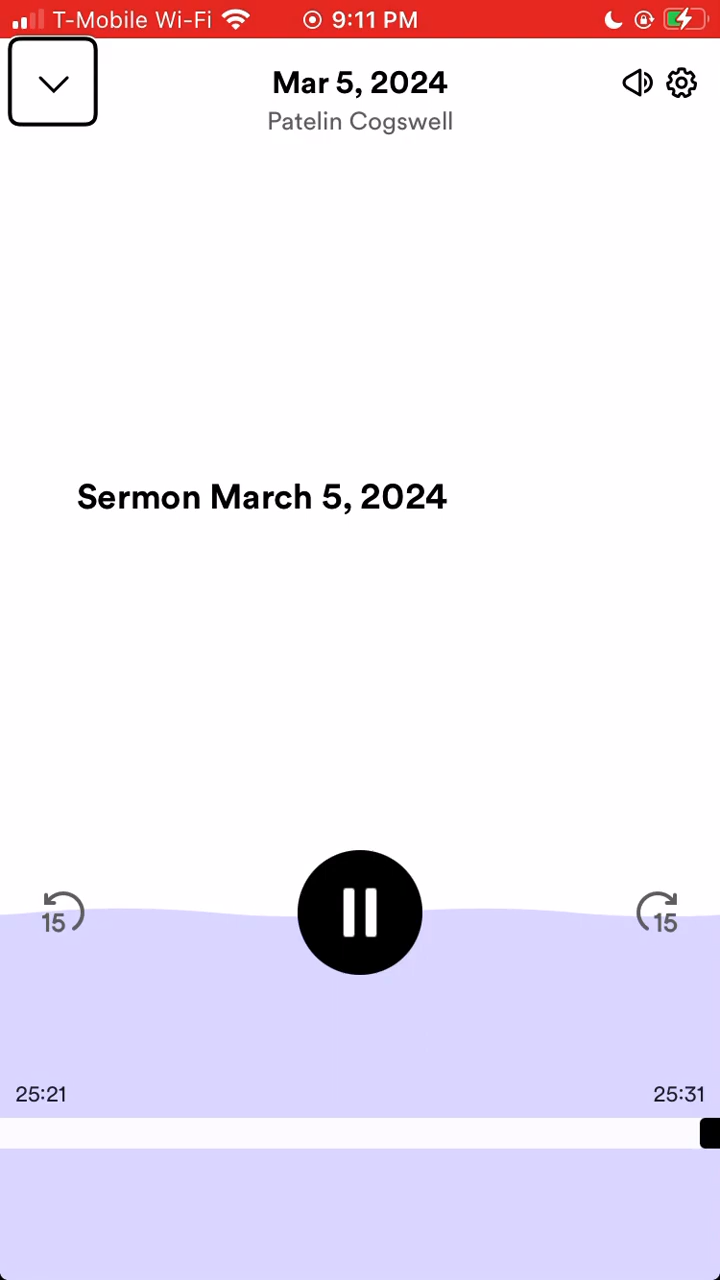 T-Mobile Wi-Fi 9:11 PM
Mar 5, 2024
Patelin Cogswell
Sermon March 5, 2024
15 15
25:21 25:31